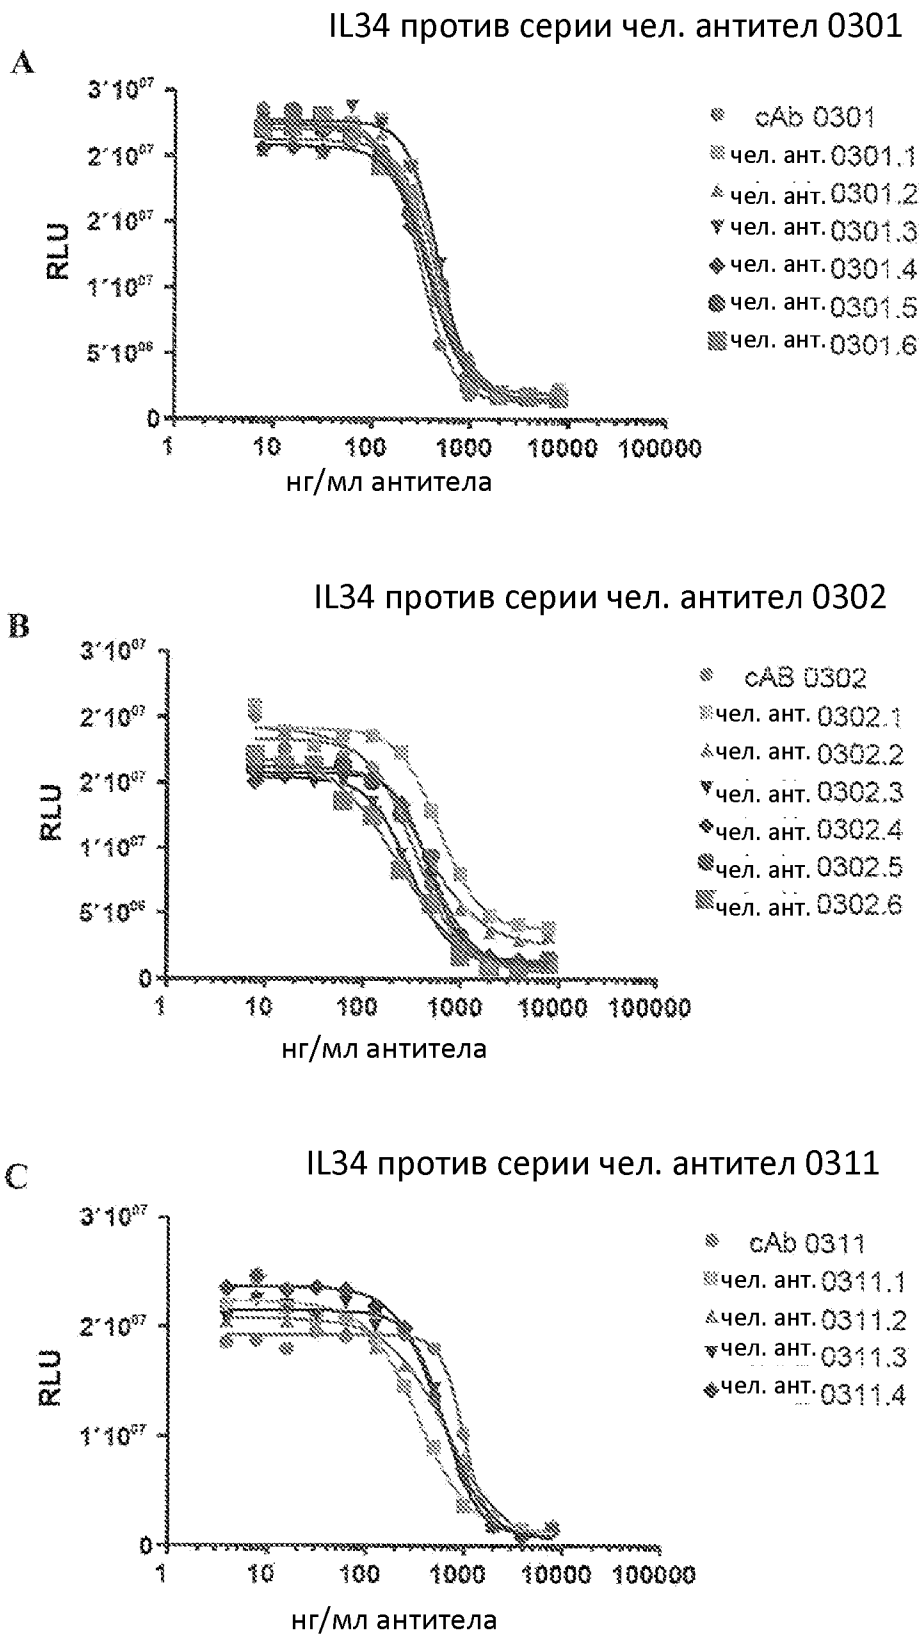 IL34 против серии чел. антител 0301
A
3´10⁰⁷
2´10⁰⁷
2´10⁰⁷
1´10⁰⁷
5´10⁰⁶
0
RLU
1 10 100 1000 10000 100000
нг/мл антитела
cAb 0301
чел. ант. 0301.1
чел. ант. 0301.2
чел. ант. 0301.3
чел. ант. 0301.4
чел. ант. 0301.5
чел. ант. 0301.6
IL34 против серии чел. антител 0302
B
3´10⁰⁷
2´10⁰⁷
2´10⁰⁷
1´10⁰⁷
5´10⁰⁶
0
RLU
1 10 100 1000 10000 100000
нг/мл антитела
cAB 0302
чел. ант. 0302.1
чел. ант. 0302.2
чел. ант. 0302.3
чел. ант. 0302.4
чел. ант. 0302.5
чел. ант. 0302.6
IL34 против серии чел. антител 0311
C
3´10⁰⁷
2´10⁰⁷
1´10⁰⁷
0
RLU
1 10 100 1000 10000 100000
нг/мл антитела
cAb 0311
чел. ант. 0311.1
чел. ант. 0311.2
чел. ант. 0311.3
чел. ант. 0311.4